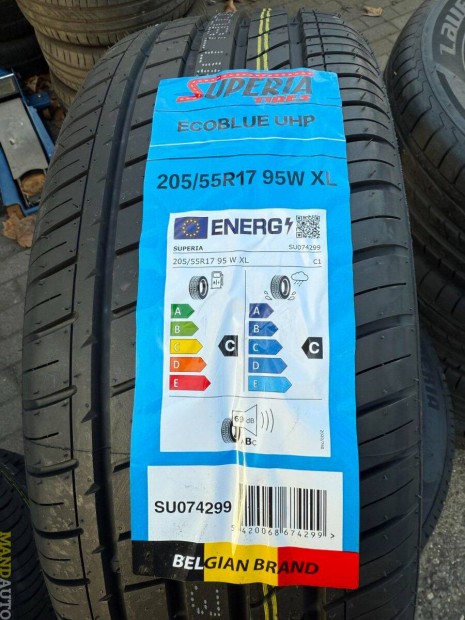 SUPERIA
TIRES
ECOBLUE UHP
205/55R17 95W XL
ENERG
SUPERIA SU074299
205/55R17 95 W XL C1
A A
B B
C C C C
D D
E E
69 dB
ABC
SU074299
5420068674299 >
BELGIAN BRAND
MANDAUTO